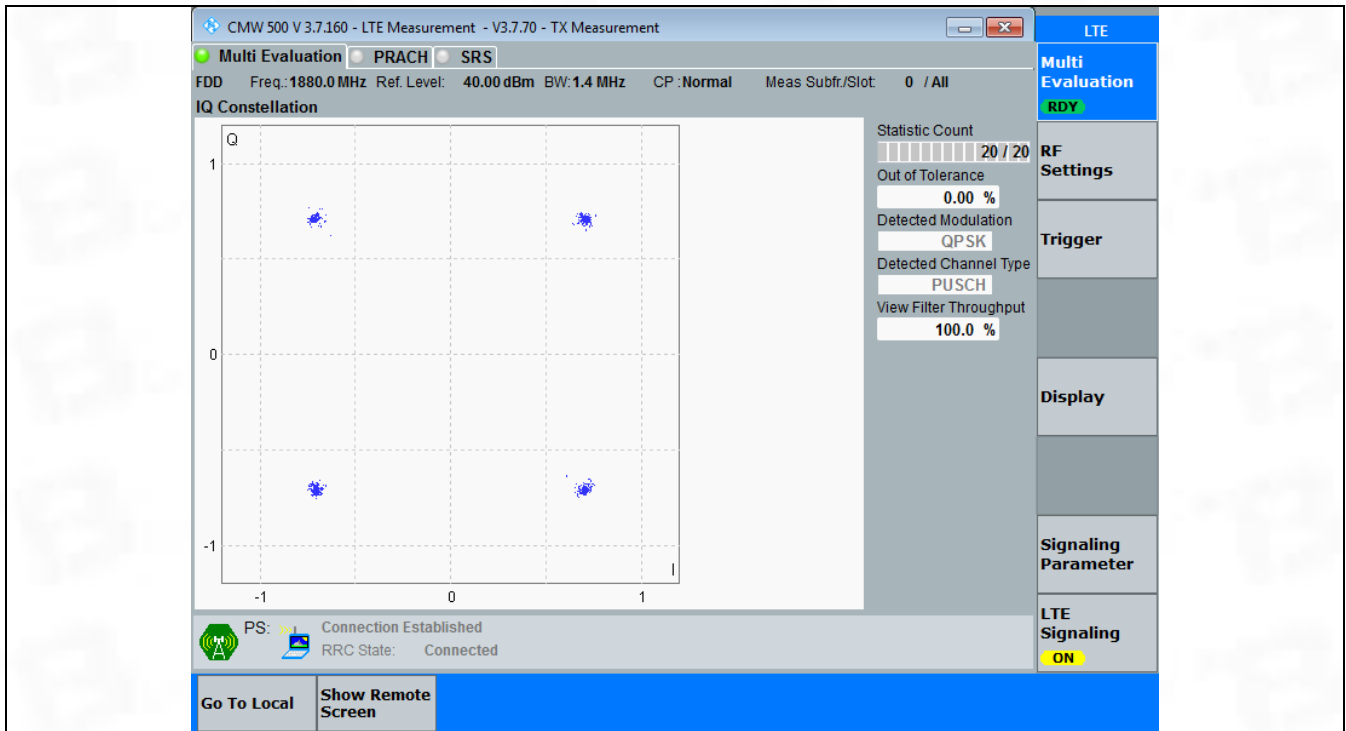 CMW 500 V 3.7.160 - LTE Measurement - V3.7.70 - TX Measurement
Multi Evaluation PRACH SRS
FDD Freq.:1880.0 MHz Ref. Level: 40.00 dBm BW:1.4 MHz CP :Normal Meas Subfr./Slot: 0 / All
IQ Constellation
Q
1
0
-1
I
-1 0 1
Statistic Count
20 / 20
Out of Tolerance
0.00 %
Detected Modulation
QPSK
Detected Channel Type
PUSCH
View Filter Throughput
100.0 %
PS: Connection Established
RRC State: Connected
Go To Local
Show Remote
Screen
LTE
Multi
Evaluation
RDY
RF
Settings
Trigger
Display
Signaling
Parameter
LTE
Signaling
ON